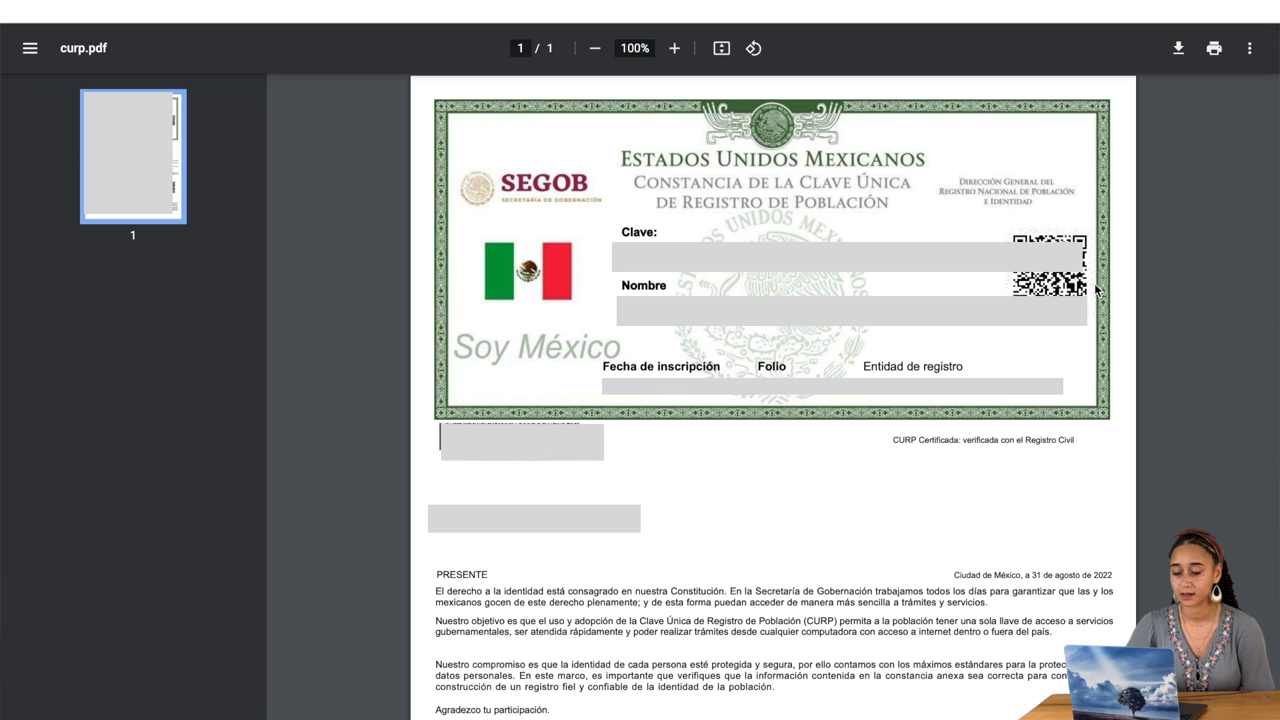 curp.pdf
1 / 1
100%
1
ESTADOS UNIDOS MEXICANOS
CONSTANCIA DE LA CLAVE ÚNICA
DE REGISTRO DE POBLACIÓN
SEGOB
SECRETARÍA DE GOBERNACIÓN
DIRECCIÓN GENERAL DEL
REGISTRO NACIONAL DE POBLACIÓN
E IDENTIDAD
Clave:
Nombre
Soy México
Fecha de inscripción Folio Entidad de registro
CURP Certificada: verificada con el Registro Civil
PRESENTE
Ciudad de México, a 31 de agosto de 2022
El derecho a la identidad está consagrado en nuestra Constitución. En la Secretaría de Gobernación trabajamos todos los días para garantizar que las y los
mexicanos gocen de este derecho plenamente; y de esta forma puedan acceder de manera más sencilla a trámites y servicios.
Nuestro objetivo es que el uso y adopción de la Clave Única de Registro de Población (CURP) permita a la población tener una sola llave de acceso a servicios
gubernamentales, ser atendida rápidamente y poder realizar trámites desde cualquier computadora con acceso a internet dentro o fuera del país.
Nuestro compromiso es que la identidad de cada persona esté protegida y segura, por ello contamos con los máximos estándares para la
datos personales. En este marco, es importante que verifiques que la información contenida en la constancia anexa sea correcta para
construcción de un registro fiel y confiable de la identidad de la población.
Agradezco tu participación.